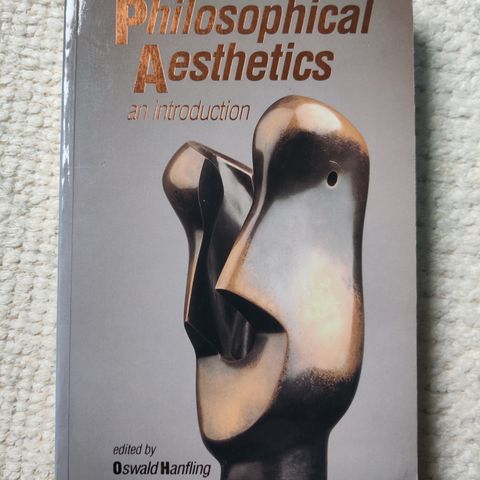 Philosophical
Aesthetics
an introduction
edited by
Oswald Hanfling